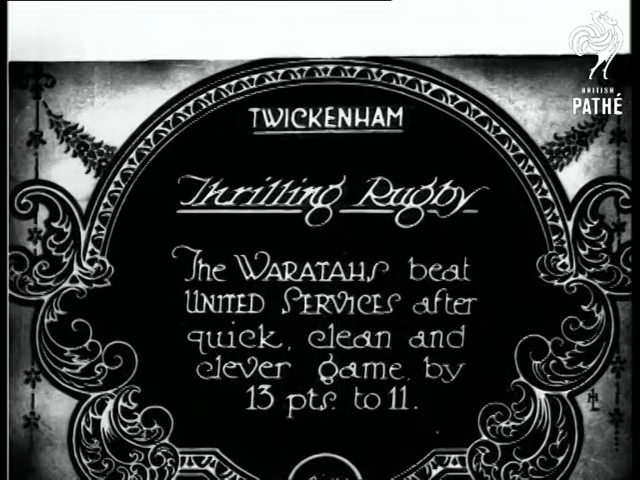 BRITISH
PATHÉ
TWICKENHAM
Thrilling Rugby
The WARATAHS beat
UNITED SERVICES after
quick, clean and
clever game, by
13 pts. to 11.